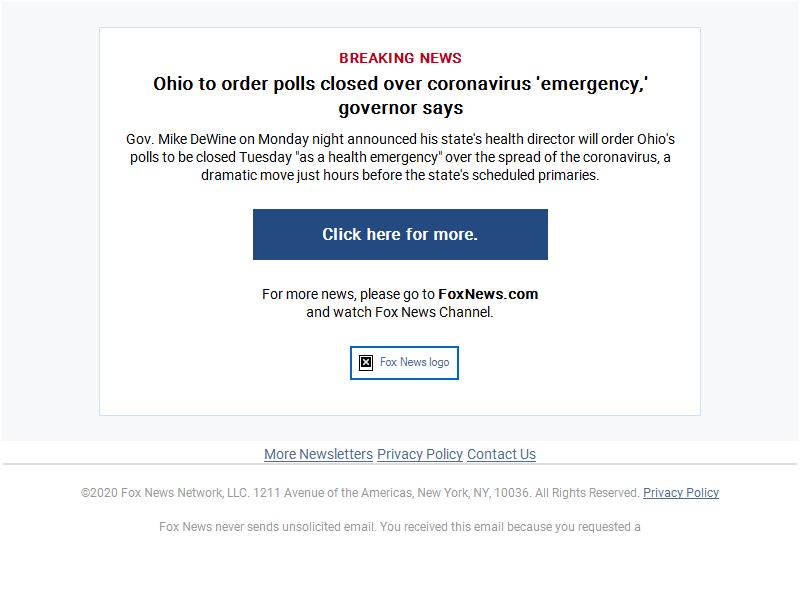 BREAKING NEWS
Ohio to order polls closed over coronavirus 'emergency,'
governor says
Gov. Mike DeWine on Monday night announced his state's health director will order Ohio's
polls to be closed Tuesday "as a health emergency" over the spread of the coronavirus, a
dramatic move just hours before the state's scheduled primaries.
Click here for more.
For more news, please go to FoxNews.com
and watch Fox News Channel.
Fox News logo
More Newsletters Privacy Policy Contact Us
©2020 Fox News Network, LLC. 1211 Avenue of the Americas, New York, NY, 10036. All Rights Reserved. Privacy Policy
Fox News never sends unsolicited email. You received this email because you requested a